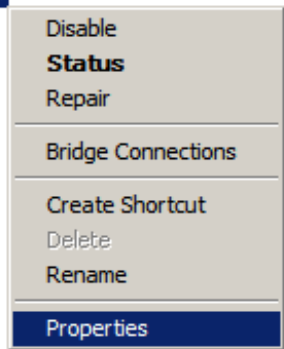 Disable
Status
Repair
Bridge Connections
Create Shortcut
Delete
Rename
Properties